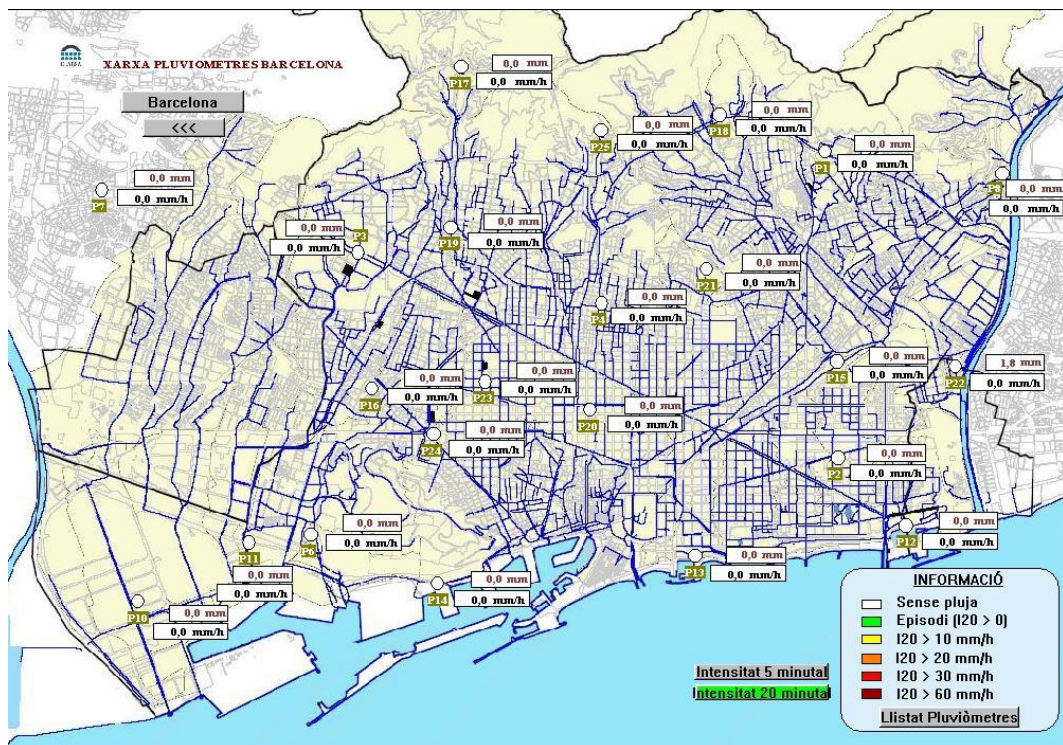 XARXA PLUVIOMETRES BARCELONA
Barcelona
<<<
P17
0,0 mm
0,0 mm/h
P25
0,0 mm
0,0 mm/h
P18
0,0 mm
0,0 mm/h
P1
0,0 mm
0,0 mm/h
P8
0,0 mm
0,0 mm/h
P7
0,0 mm
0,0 mm/h
P3
0,0 mm
0,0 mm/h
P19
0,0 mm
0,0 mm/h
P21
0,0 mm
0,0 mm/h
P4
0,0 mm
0,0 mm/h
P15
0,0 mm
0,0 mm/h
P22
1,8 mm
0,0 mm/h
P16
0,0 mm
0,0 mm/h
P23
0,0 mm
0,0 mm/h
P20
0,0 mm
0,0 mm/h
P24
0,0 mm
0,0 mm/h
P2
0,0 mm
0,0 mm/h
P12
0,0 mm
0,0 mm/h
P6
0,0 mm
0,0 mm/h
P11
0,0 mm
0,0 mm/h
P13
0,0 mm
0,0 mm/h
P14
0,0 mm
0,0 mm/h
P10
0,0 mm
0,0 mm/h
INFORMACIÓ
Sense pluja
Episodi (I20 > 0)
I20 > 10 mm/h
I20 > 20 mm/h
I20 > 30 mm/h
I20 > 60 mm/h
Llistat Pluviòmetres
Intensitat 5 minutal
Intensitat 20 minutal